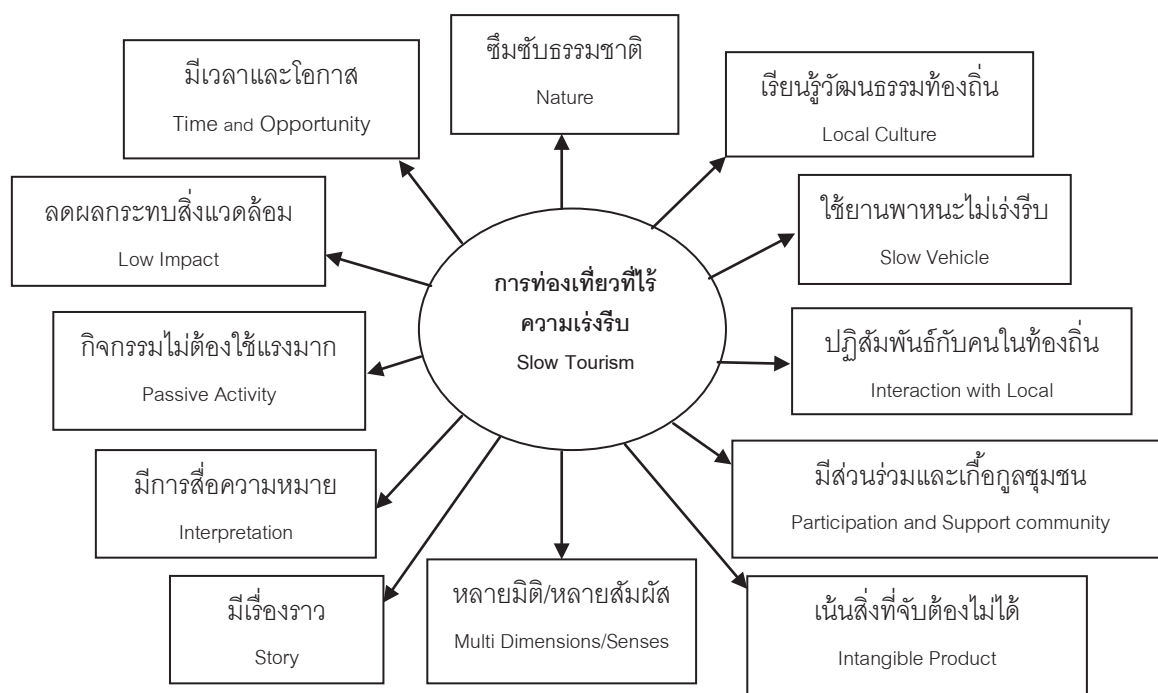 ซึมซับธรรมชาติ
Nature
มีเวลาและโอกาส
Time and Opportunity
เรียนรู้วัฒนธรรมท้องถิ่น
Local Culture
ลดผลกระทบสิ่งแวดล้อม
Low Impact
ใช้ยานพาหนะไม่เร่งรีบ
Slow Vehicle
การท่องเที่ยวที่ไร้
ความเร่งรีบ
Slow Tourism
กิจกรรมไม่ต้องใช้แรงมาก
Passive Activity
ปฏิสัมพันธ์กับคนในท้องถิ่น
Interaction with Local
มีการสื่อความหมาย
Interpretation
มีส่วนร่วมและเกื้อกูลชุมชน
Participation and Support community
มีเรื่องราว
Story
หลายมิติ/หลายสัมผัส
Multi Dimensions/Senses
เน้นสิ่งที่จับต้องไม่ได้
Intangible Product